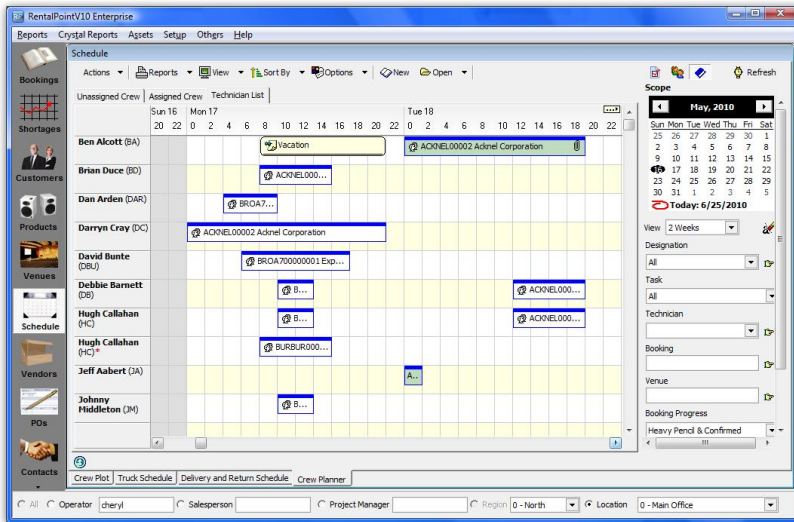 RentalPointV10 Enterprise
Reports Crystal Reports Assets Setup Others Help
Bookings
Shortages
Customers
Products
Venues
Schedule
Vendors
POs
Contacts
Schedule
Actions Reports View Sort By Options New Open Refresh
Unassigned Crew Assigned Crew Technician List
Sun 16 Mon 17 Tue 18
20 22 0 2 4 6 8 10 12 14 16 18 20 22 0 2 4 6 8 10 12 14 16 18 20 22
Ben Alcott (BA) Vacation ACKNEL00002 Acknel Corporation
Brian Duce (BD) ACKNEL000...
Dan Arden (DAR) BROA7...
Darryn Cray (DC) ACKNEL00002 Acknel Corporation
David Bunte
(DBU) BROA700000001 Exp...
Debbie Barnett
(DB) B... ACKNEL000...
Hugh Callahan
(HC) B... ACKNEL000...
Hugh Callahan
(HC)* BURBUR000...
Jeff Aabert (JA) A...
Johnny
Middleton (JM) B...
Crew Plot Truck Schedule Delivery and Return Schedule Crew Planner
Scope
May, 2010
Sun Mon Tue Wed Thu Fri Sat
25 26 27 28 29 30 1
2 3 4 5 6 7 8
9 10 11 12 13 14 15
16 17 18 19 20 21 22
23 24 25 26 27 28 29
30 31 1 2 3 4 5
Today: 6/25/2010
View 2 Weeks
Designation
All
Task
All
Technician
Booking
Venue
Booking Progress
Heavy Pencil & Confirmed
All Operator cheryl Salesperson Project Manager Region 0 - North Location 0 - Main Office